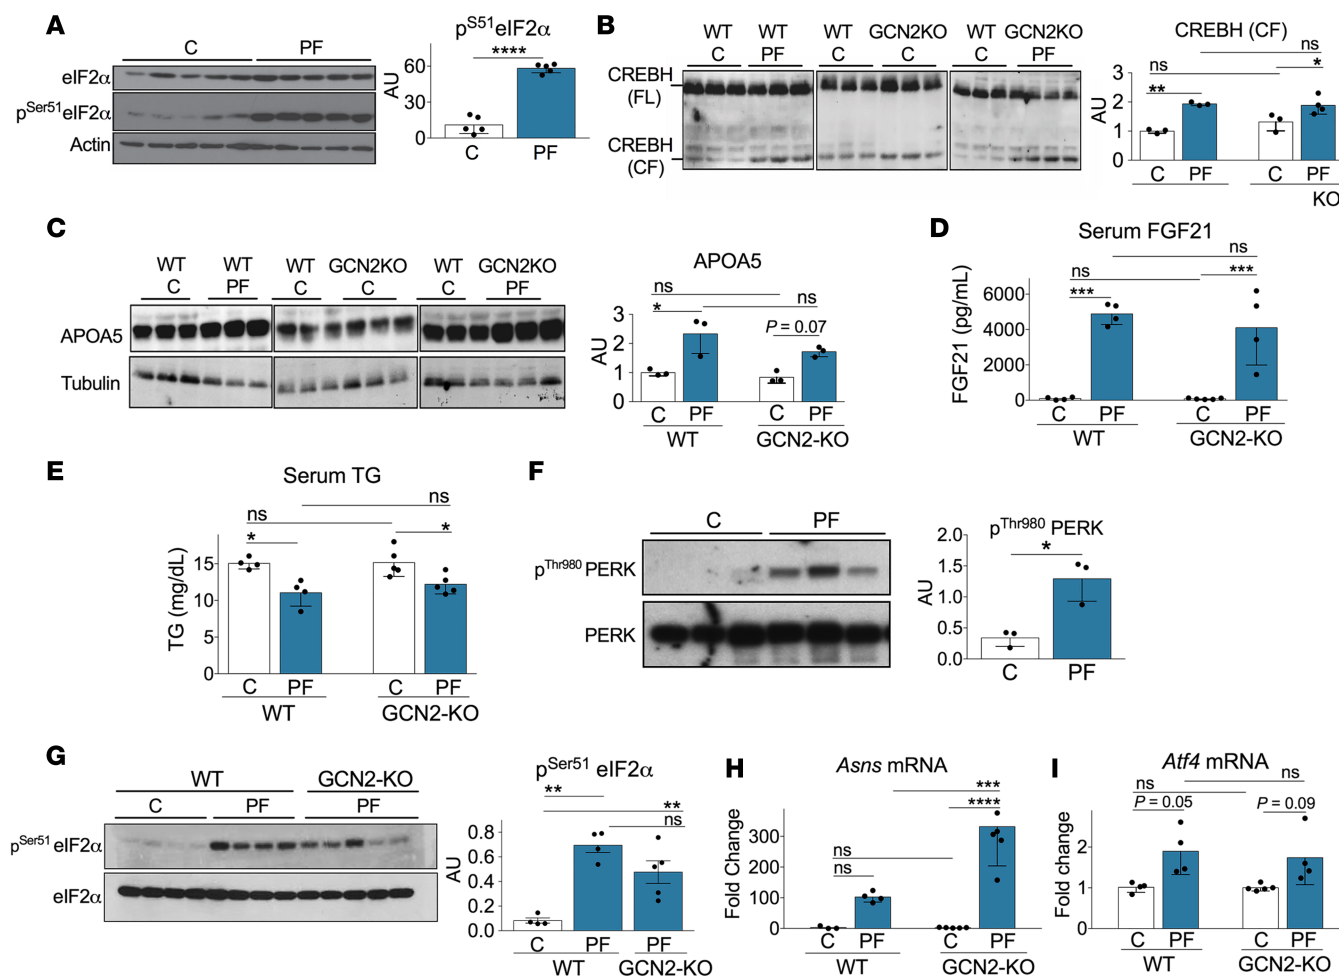 A
C
PF
eIF2α
pSer51eIF2α
Actin
pS51eIF2α
****
AU
60
30
0
C
PF
B
WT
C
WT
PF
WT
C
GCN2KO
C
WT
C
GCN2KO
PF
CREBH
(FL)
CREBH
(CF)
CREBH (CF)
ns
ns
*
**
AU
3
2
1
0
C
PF
C
PF
KO
C
WT
C
WT
PF
WT
C
GCN2KO
C
WT
C
GCN2KO
PF
APOA5
Tubulin
APOA5
ns
ns
*
P = 0.07
AU
3
2
1
0
C
PF
C
PF
WT
GCN2-KO
D
Serum FGF21
ns
ns
***
***
FGF21 (pg/mL)
6000
4000
2000
0
C
PF
C
PF
WT
GCN2-KO
E
Serum TG
ns
ns
*
*
TG (mg/dL)
15
10
5
0
C
PF
C
PF
WT
GCN2-KO
F
C
PF
pThr980 PERK
PERK
pThr980 PERK
*
AU
2.0
1.5
1.0
0.5
0.0
C
PF
G
WT
GCN2-KO
C
PF
PF
pSer51 eIF2α
eIF2α
pSer51 eIF2α
**
**
ns
AU
0.8
0.6
0.4
0.2
0.0
C
PF
PF
WT
GCN2-KO
H
Asns mRNA
***
****
ns
ns
Fold Change
300
200
100
0
C
PF
C
PF
WT
GCN2-KO
I
Atf4 mRNA
ns
ns
P = 0.05
P = 0.09
Fold change
2
1
0
C
PF
C
PF
WT
GCN2-KO